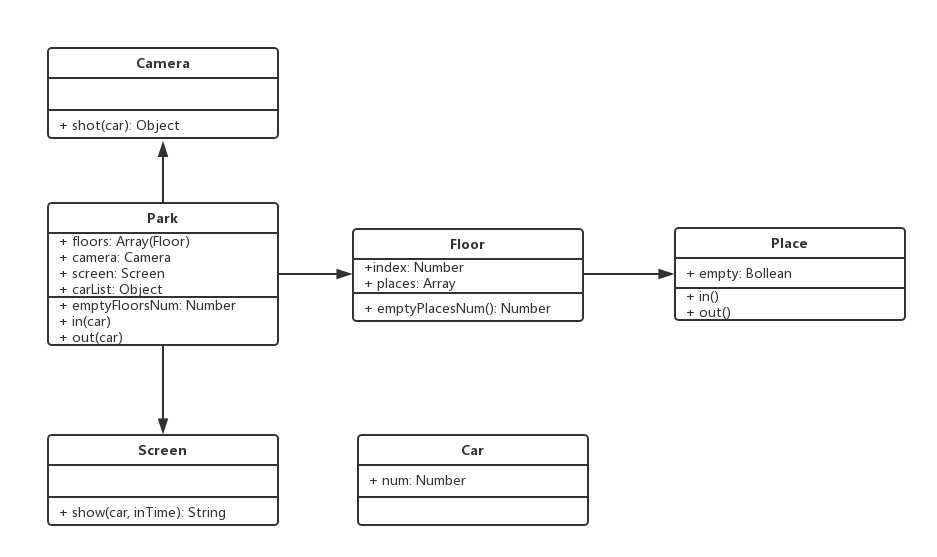 Camera
+ shot(car): Object
Park
+ floors: Array(Floor)
+ camera: Camera
+ screen: Screen
+ carList: Object
+ emptyFloorsNum: Number
+ in(car)
+ out(car)
Floor
+index: Number
+ places: Array
+ emptyPlacesNum(): Number
Place
+ empty: Bollean
+ in()
+ out()
Screen
+ show(car, inTime): String
Car
+ num: Number